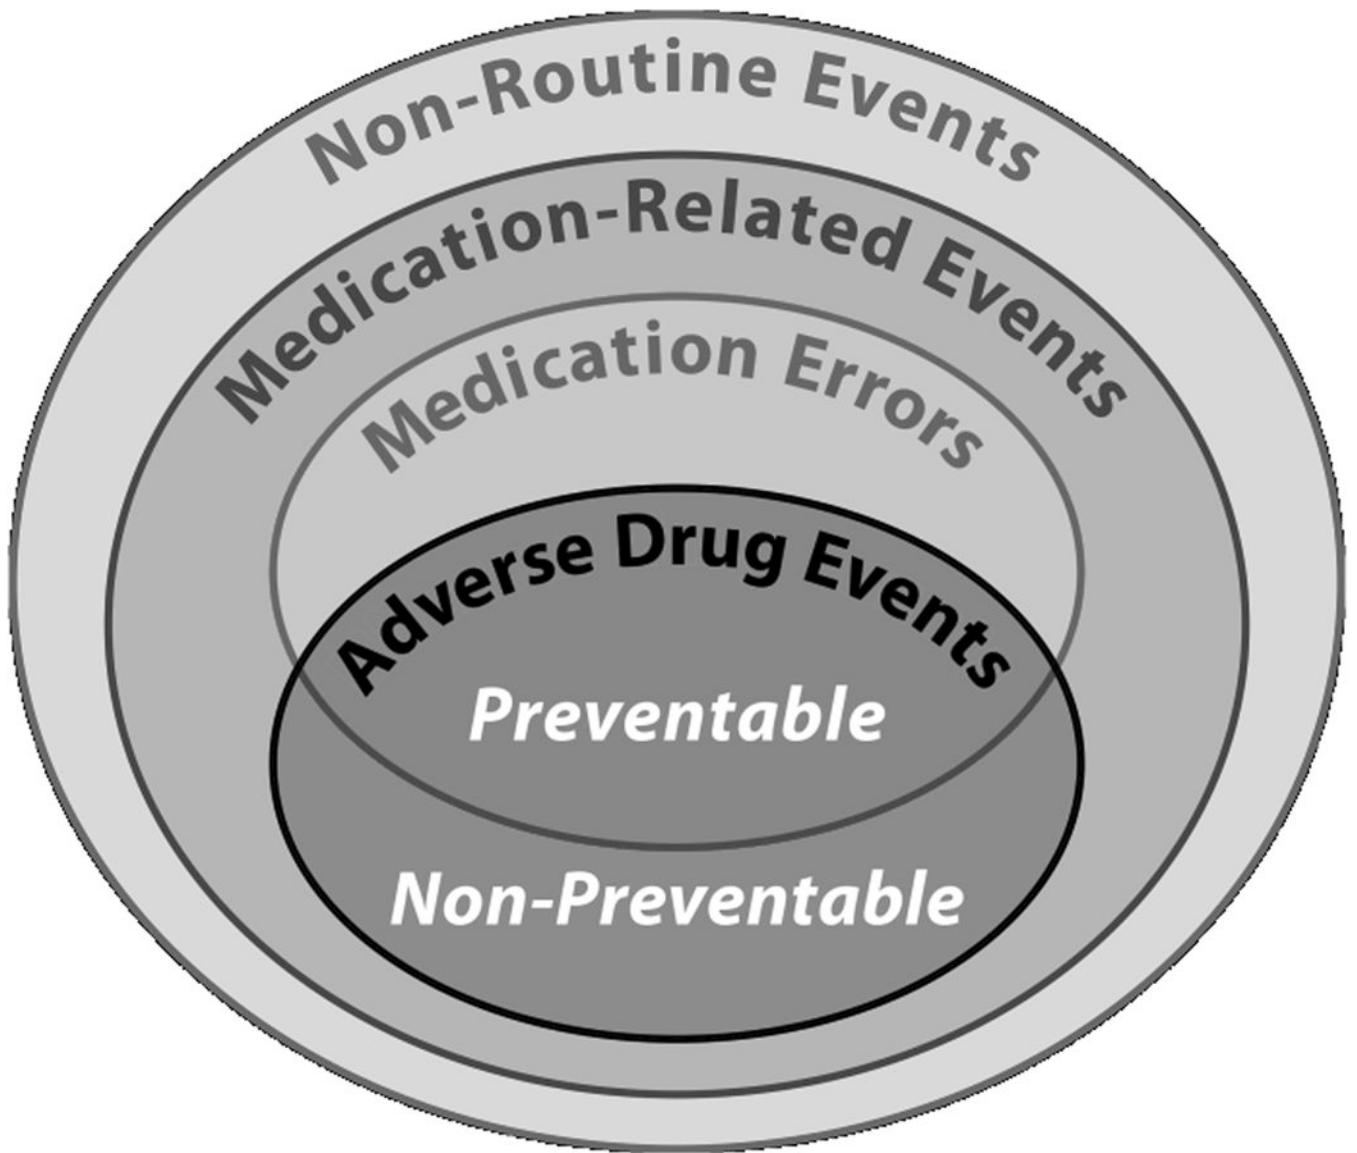 Non-Routine Events
Medication-Related Events
Medication Errors
Adverse Drug Events
Preventable
Non-Preventable